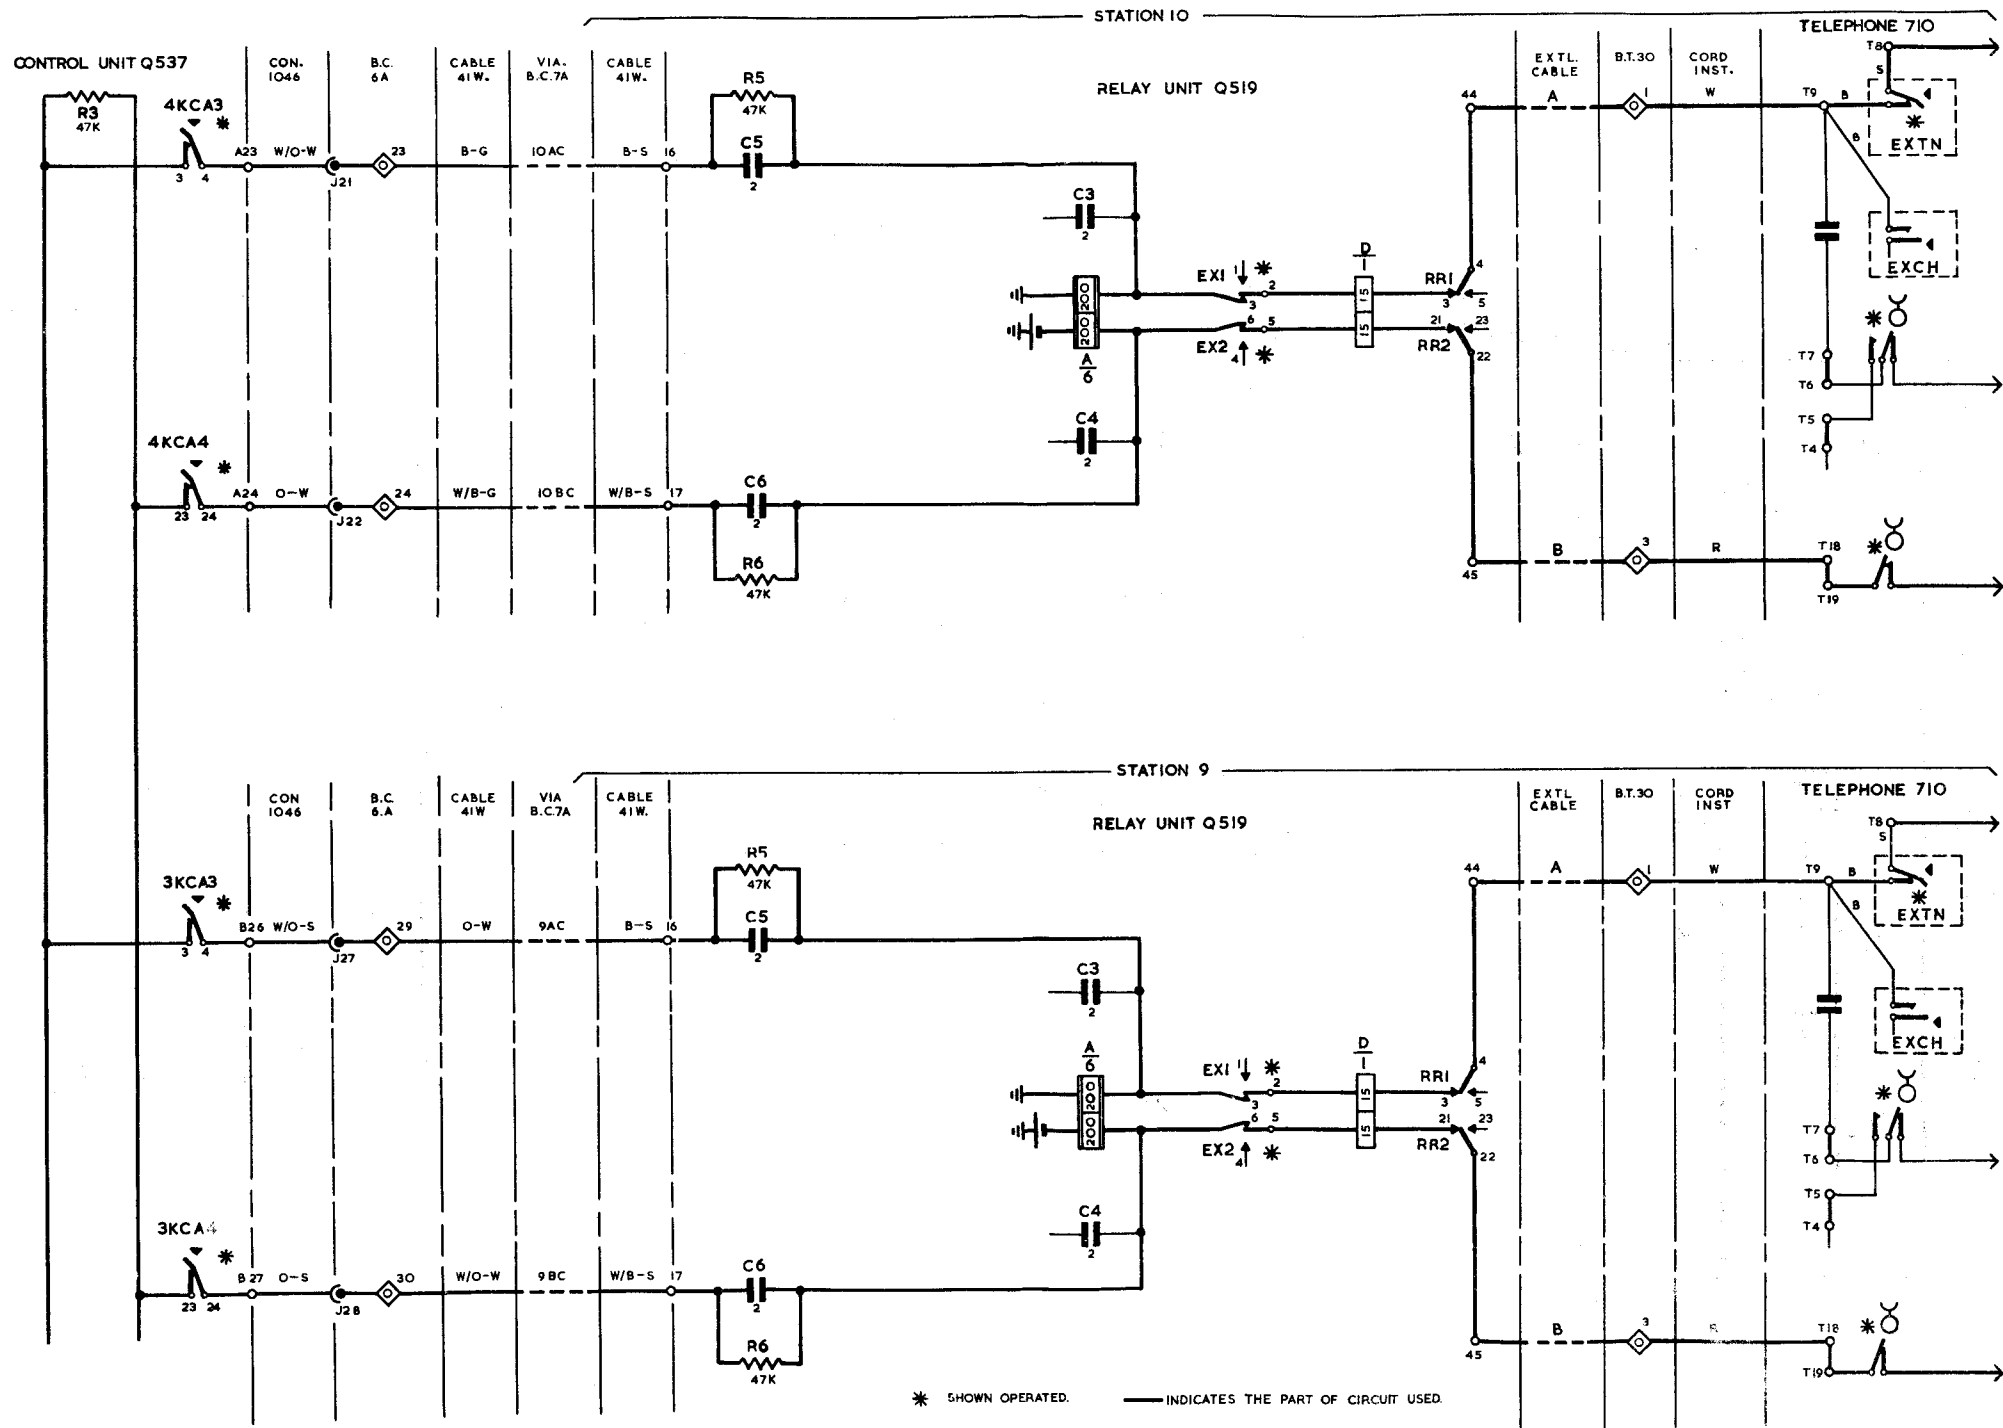 STATION 10
TELEPHONE 710
CONTROL UNIT Q537
CON. 1046
B.C. 6A
CABLE 41W.
VIA. B.C.7A
CABLE 41W.
RELAY UNIT Q519
EXTL. CABLE
B.T.30
CORD INST.
R3 47K
4KCA3 *
3 4
A23 W/O-W J21 23 B-G 10AC B-S 16
R5 47K
C5 2
C3 2
44 A 1 W T9 B
T8 S
* EXTN
B
EXCH
200 200
A 6
EX1 1 * 2 3
EX2 4 * 5 6
D 1
15 15
RR1 3 4 5
RR2 21 22 23
*
T7
T6
T5
T4
C4 2
4KCA4 *
23 24
A24 O-W J22 24 W/B-G 10BC W/B-S 17
C6 2
R6 47K
45 B 3 R T18 *
T19
STATION 9
TELEPHONE 710
CON 1046
B.C. 6.A
CABLE 41W
VIA B.C.7A
CABLE 41W.
RELAY UNIT Q519
EXTL CABLE
B.T.30
CORD INST
3KCA3 *
3 4
B26 W/O-S J27 29 O-W 9AC B-S 16
R5 47K
C5 2
C3 2
44 A 1 W T9 B
T8 S
* EXTN
B
EXCH
A 6
200 200
EX1 1 * 2 3
EX2 4 * 5 6
D 1
15 15
RR1 3 4 5
RR2 21 22 23
*
T7
T6
T5
T4
C4 2
3KCA4 *
23 24
B27 O-S J28 30 W/O-W 9BC W/B-S 17
C6 2
R6 47K
45 B 3 R T18 *
T19
* SHOWN OPERATED.
INDICATES THE PART OF CIRCUIT USED.